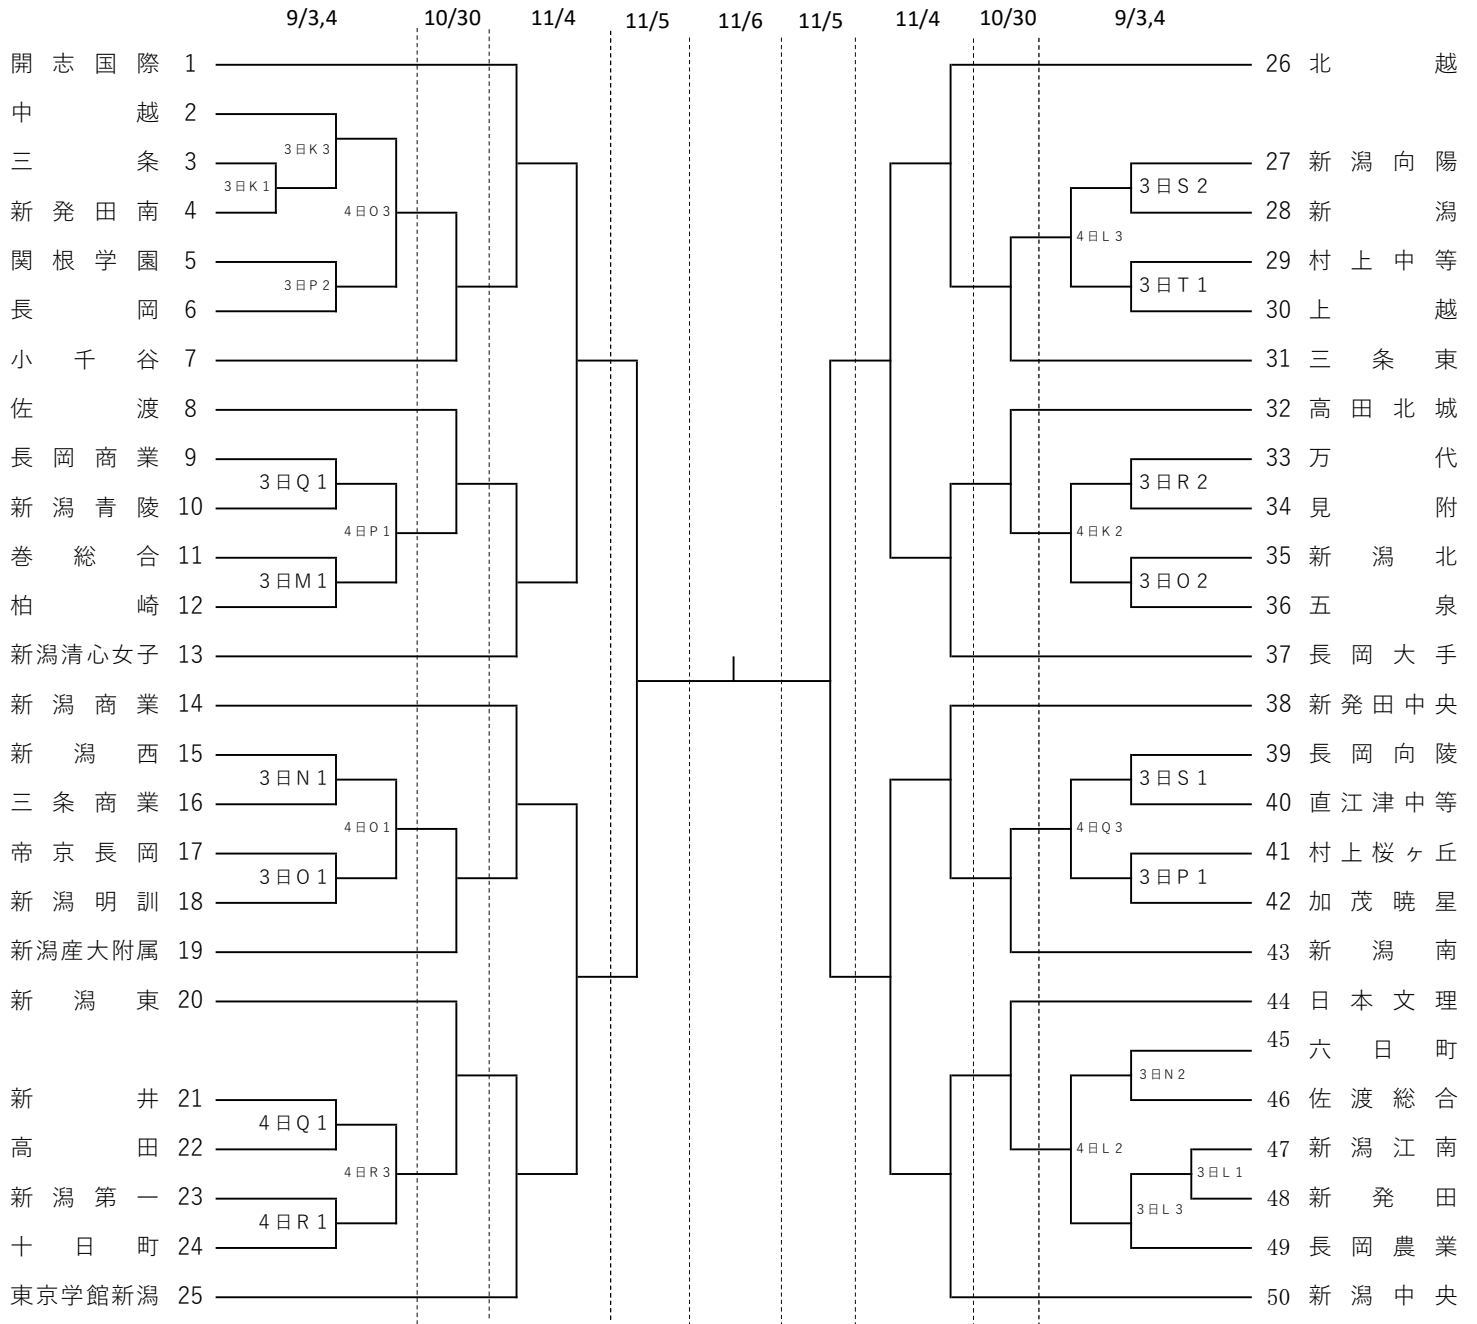 9/3,4 10/30 11/4 11/5 11/6 11/5 11/4 10/30 9/3,4
開志国際 1
中越 2
三条 3
新発田南 4
関根学園 5
長岡 6
小千谷 7
佐渡 8
長岡商業 9
新潟青陵 10
巻総合 11
柏崎 12
新潟清心女子 13
新潟商業 14
新潟西 15
三条商業 16
帝京長岡 17
新潟明訓 18
新潟産大附属 19
新潟東 20
新井 21
高田 22
新潟第一 23
十日町 24
東京学館新潟 25
3日K3
3日K1
4日O3
3日P2
3日Q1
4日P1
3日M1
3日N1
4日O1
3日O1
4日Q1
4日R3
4日R1
26 北越
27 新潟向陽
28 新潟
29 村上中等
30 上越
31 三条東
32 高田北城
33 万代
34 見附
35 新潟北
36 五泉
37 長岡大手
38 新発田中央
39 長岡向陵
40 直江津中等
41 村上桜ヶ丘
42 加茂暁星
43 新潟南
44 日本文理
45 六日町
46 佐渡総合
47 新潟江南
48 新発田
49 長岡農業
50 新潟中央
3日S2
4日L3
3日T1
3日R2
4日K2
3日O2
3日S1
4日Q3
3日P1
3日N2
4日L2
3日L1
3日L3